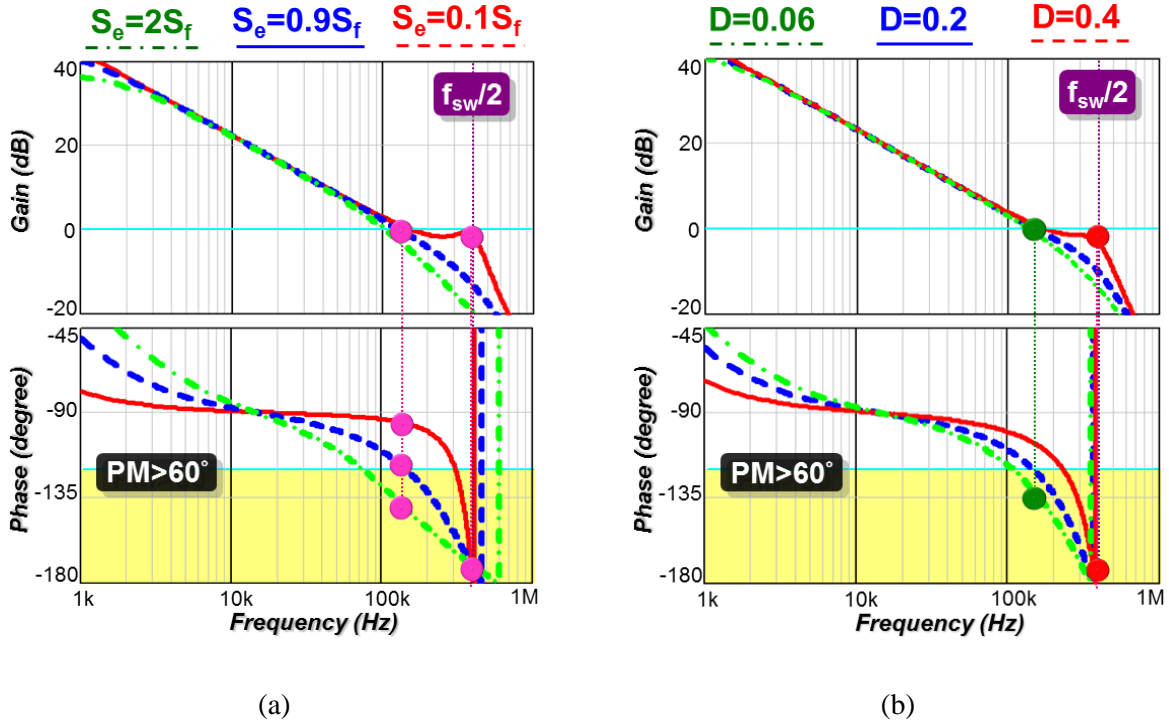 Se=2Sf Se=0.9Sf Se=0.1Sf
40
20
0
-20
Gain (dB)
fsw/2
-45
-90
-135
-180
Phase (degree)
PM>60°
1k 10k 100k 1M
Frequency (Hz)
(a)
D=0.06 D=0.2 D=0.4
40
20
0
-20
Gain (dB)
fsw/2
-45
-90
-135
-180
Phase (degree)
PM>60°
1k 10k 100k 1M
Frequency (Hz)
(b)